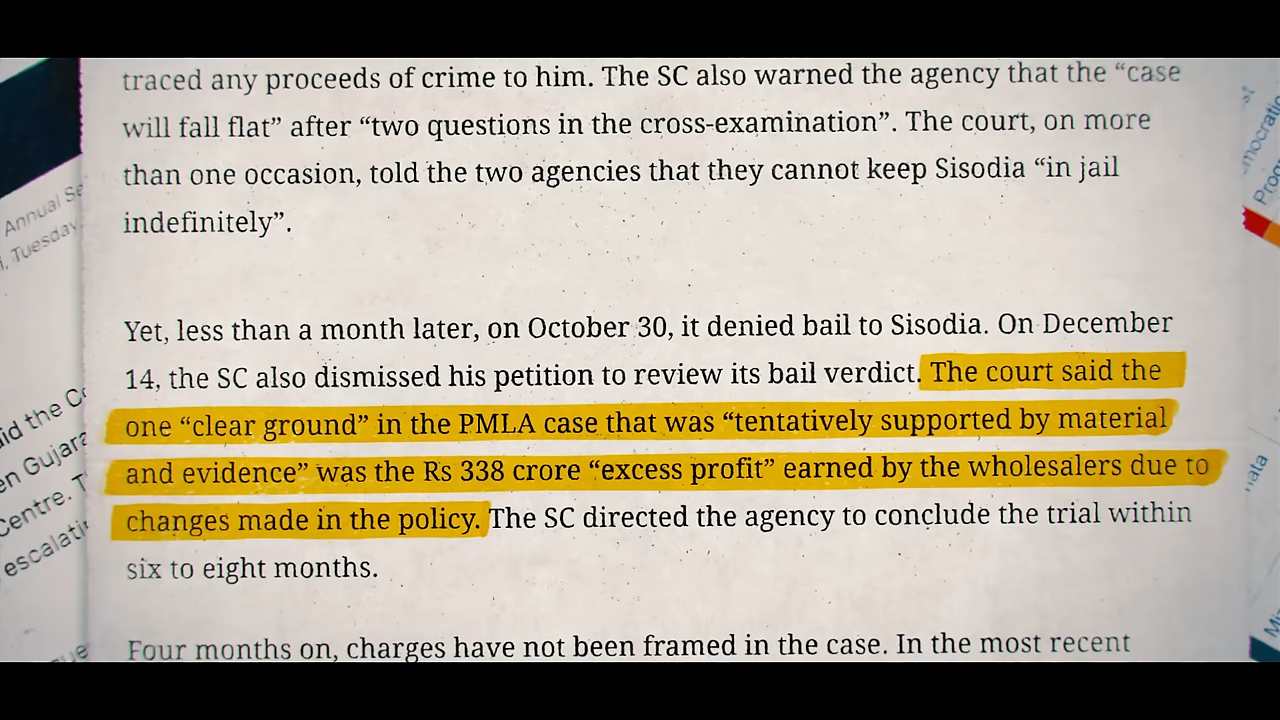 traced any proceeds of crime to him. The SC also warned the agency that the “case
will fall flat” after “two questions in the cross-examination”. The court, on more
than one occasion, told the two agencies that they cannot keep Sisodia “in jail
indefinitely”.
Yet, less than a month later, on October 30, it denied bail to Sisodia. On December
14, the SC also dismissed his petition to review its bail verdict. The court said the
one “clear ground” in the PMLA case that was “tentatively supported by material
and evidence” was the Rs 338 crore “excess profit” earned by the wholesalers due to
changes made in the policy. The SC directed the agency to conclude the trial within
six to eight months.
Four months on, charges have not been framed in the case. In the most recent
Annual
Tuesday
the
en
Centre.